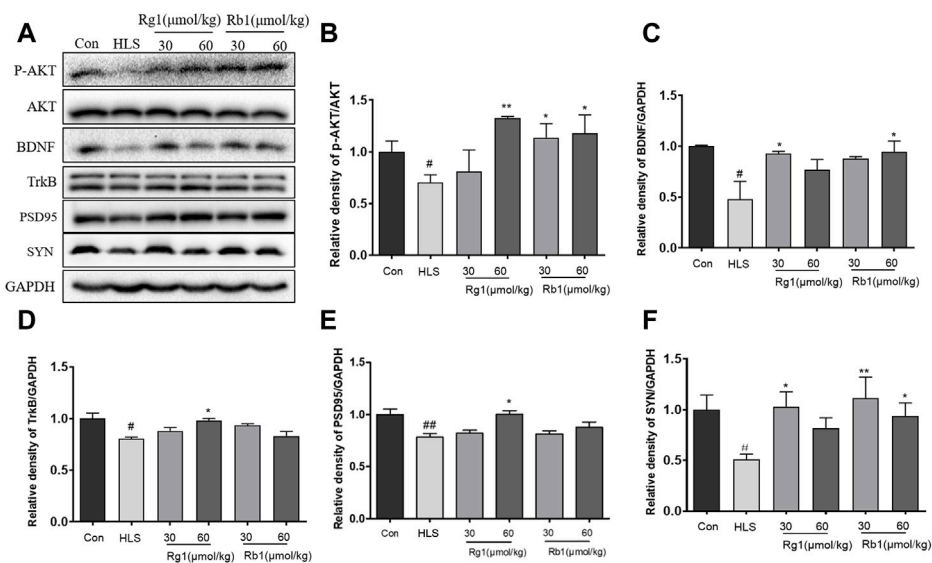 A
Rg1(μmol/kg) Rb1(μmol/kg)
Con HLS 30 60 30 60
P-AKT
AKT
BDNF
TrkB
PSD95
SYN
GAPDH
B
Relative density of p-AKT/AKT
1.5
1.0
0.5
0.0
#
**
*
*
Con HLS 30 60 30 60
Rg1(μmol/kg) Rb1(μmol/kg)
C
Relative density of BDNF/GAPDH
1.5
1.0
0.5
0.0
#
*
*
Con HLS 30 60 30 60
Rg1(μmol/kg) Rb1(μmol/kg)
D
Relative density of TrkB/GAPDH
1.5
1.0
0.5
0.0
#
*
Con HLS 30 60 30 60
Rg1(μmol/kg) Rb1(μmol/kg)
E
Relative density of PSD95/GAPDH
1.5
1.0
0.5
0.0
##
*
Con HLS 30 60 30 60
Rg1(μmol/kg) Rb1(μmol/kg)
F
Relative density of SYN/GAPDH
1.5
1.0
0.5
0.0
#
*
**
*
Con HLS 30 60 30 60
Rg1(μmol/kg) Rb1(μmol/kg)